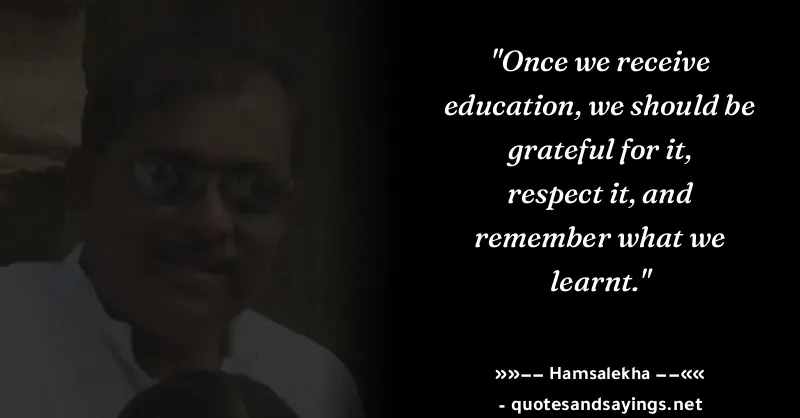 "Once we receive
education, we should be
grateful for it,
respect it, and
remember what we
learnt."
»»–– Hamsalekha ––««
- quotesandsayings.net